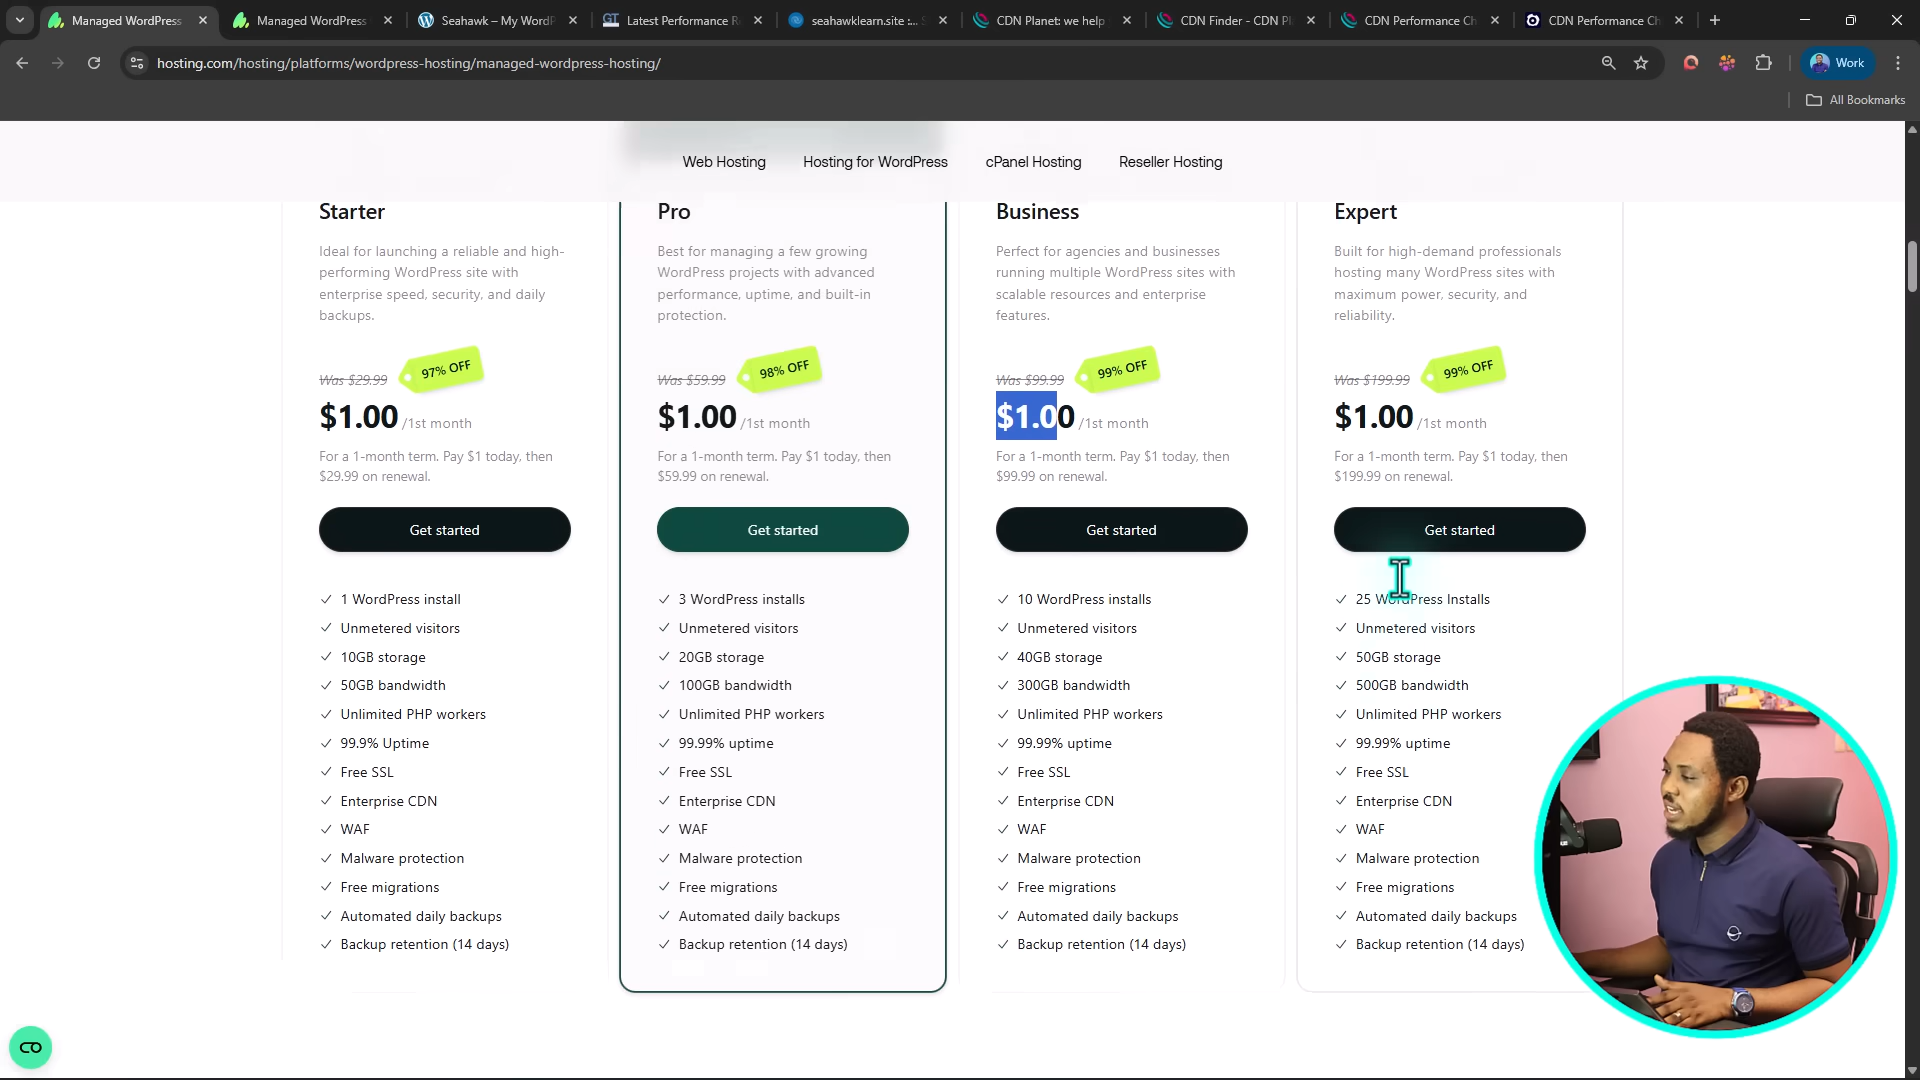 Managed WordPress
Managed WordPress
Seahawk – My WordP
Latest Performance R
seahawklearn.site :..
CDN Planet: we help
CDN Finder - CDN Pl
CDN Performance Ch
CDN Performance Ch
hosting.com/hosting/platforms/wordpress-hosting/managed-wordpress-hosting/
Work
All Bookmarks
Web Hosting
Hosting for WordPress
cPanel Hosting
Reseller Hosting
Starter
Ideal for launching a reliable and high-
performing WordPress site with
enterprise speed, security, and daily
backups.
Was $29.99
97% OFF
$1.00 /1st month
For a 1-month term. Pay $1 today, then
$29.99 on renewal.
Get started
1 WordPress install
Unmetered visitors
10GB storage
50GB bandwidth
Unlimited PHP workers
99.9% Uptime
Free SSL
Enterprise CDN
WAF
Malware protection
Free migrations
Automated daily backups
Backup retention (14 days)
Pro
Best for managing a few growing
WordPress projects with advanced
performance, uptime, and built-in
protection.
Was $59.99
98% OFF
$1.00 /1st month
For a 1-month term. Pay $1 today, then
$59.99 on renewal.
Get started
3 WordPress installs
Unmetered visitors
20GB storage
100GB bandwidth
Unlimited PHP workers
99.99% uptime
Free SSL
Enterprise CDN
WAF
Malware protection
Free migrations
Automated daily backups
Backup retention (14 days)
Business
Perfect for agencies and businesses
running multiple WordPress sites with
scalable resources and enterprise
features.
Was $99.99
99% OFF
$1.00 /1st month
For a 1-month term. Pay $1 today, then
$99.99 on renewal.
Get started
10 WordPress installs
Unmetered visitors
40GB storage
300GB bandwidth
Unlimited PHP workers
99.99% uptime
Free SSL
Enterprise CDN
WAF
Malware protection
Free migrations
Automated daily backups
Backup retention (14 days)
Expert
Built for high-demand professionals
hosting many WordPress sites with
maximum power, security, and
reliability.
Was $199.99
99% OFF
$1.00 /1st month
For a 1-month term. Pay $1 today, then
$199.99 on renewal.
Get started
25 WordPress Installs
Unmetered visitors
50GB storage
500GB bandwidth
Unlimited PHP workers
99.99% uptime
Free SSL
Enterprise CDN
WAF
Malware protection
Free migrations
Automated daily backups
Backup retention (14 days)